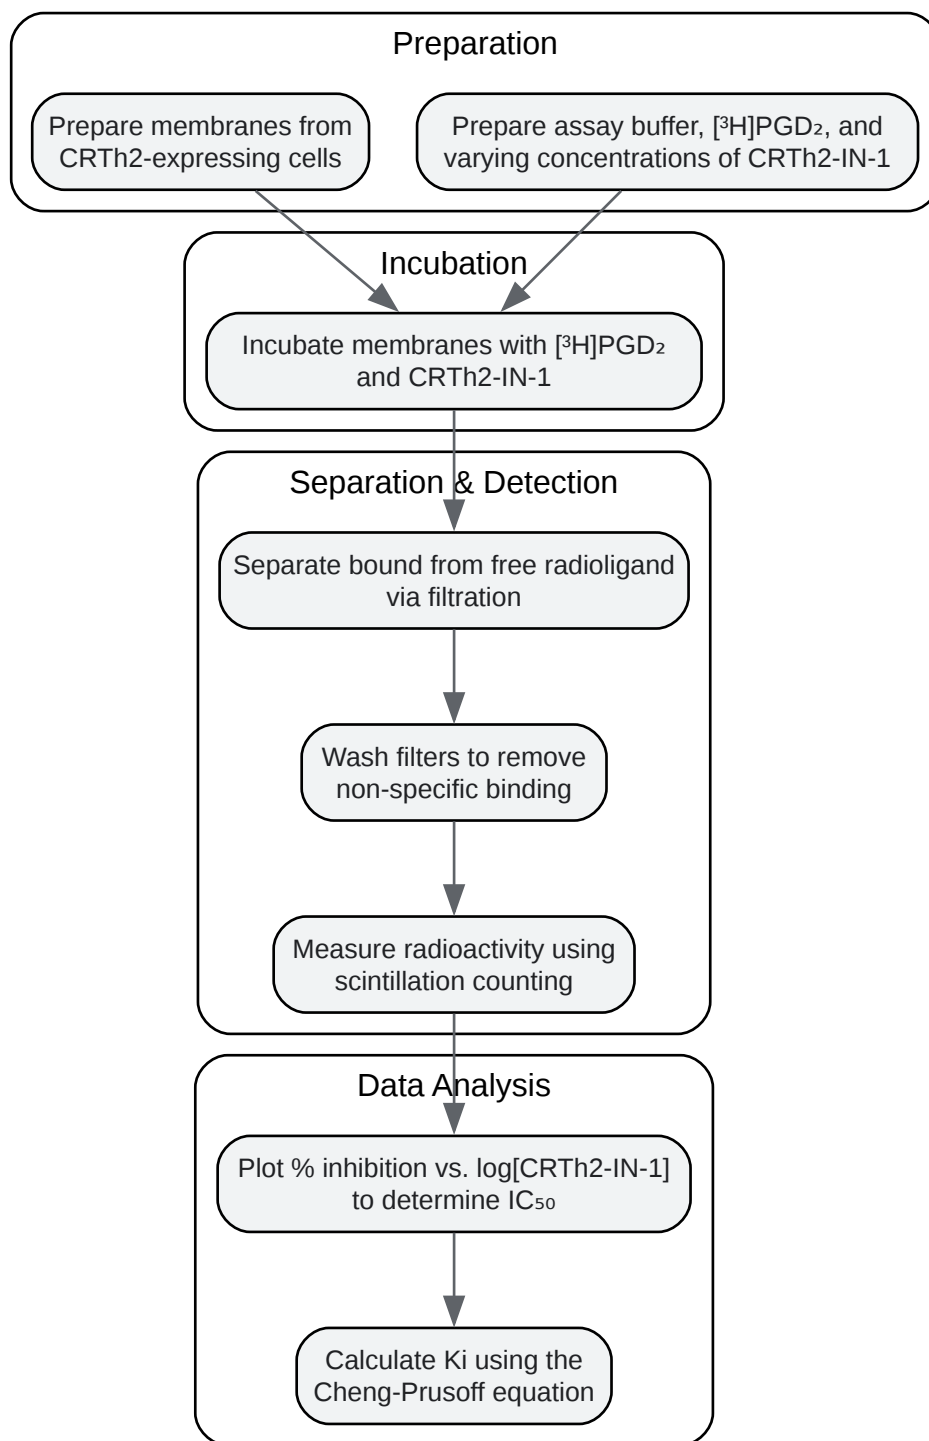 Preparation
Prepare membranes from
CRTh2-expressing cells
Prepare assay buffer, [³H]PGD₂, and
varying concentrations of CRTh2-IN-1
Incubation
Incubate membranes with [³H]PGD₂
and CRTh2-IN-1
Separation & Detection
Separate bound from free radioligand
via filtration
Wash filters to remove
non-specific binding
Measure radioactivity using
scintillation counting
Data Analysis
Plot % inhibition vs. log[CRTh2-IN-1]
to determine IC₅₀
Calculate Ki using the
Cheng-Prusoff equation